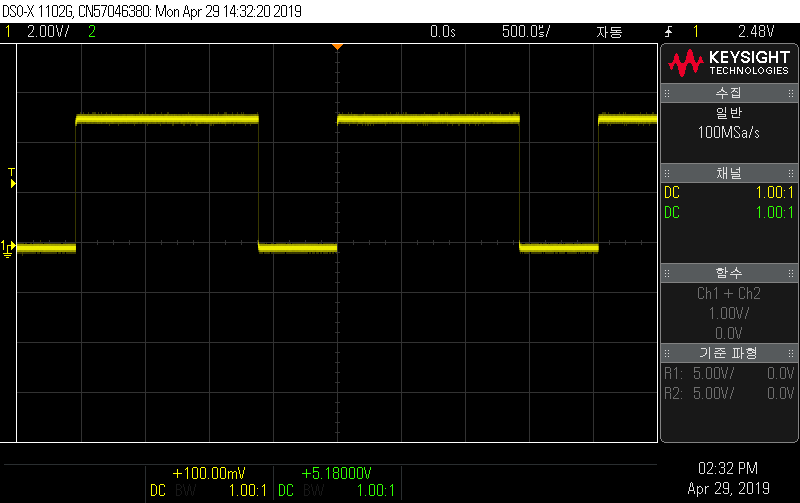 DSO-X 1102G, CN57046380: Mon Apr 29 14:32:20 2019
1 2.00V/ 2 0.0s 500.0㎲/ 자동 1 2.48V
KEYSIGHT
TECHNOLOGIES
수집
일반
100MSa/s
T
채널
DC 1.00:1
DC 1.00:1
1
함수
Ch1 + Ch2
1.00V/
0.0V
기준 파형
R1: 5.00V/ 0.0V
R2: 5.00V/ 0.0V
+100.00mV +5.18000V
DC BW 1.00:1 DC BW 1.00:1
02:32 PM
Apr 29, 2019